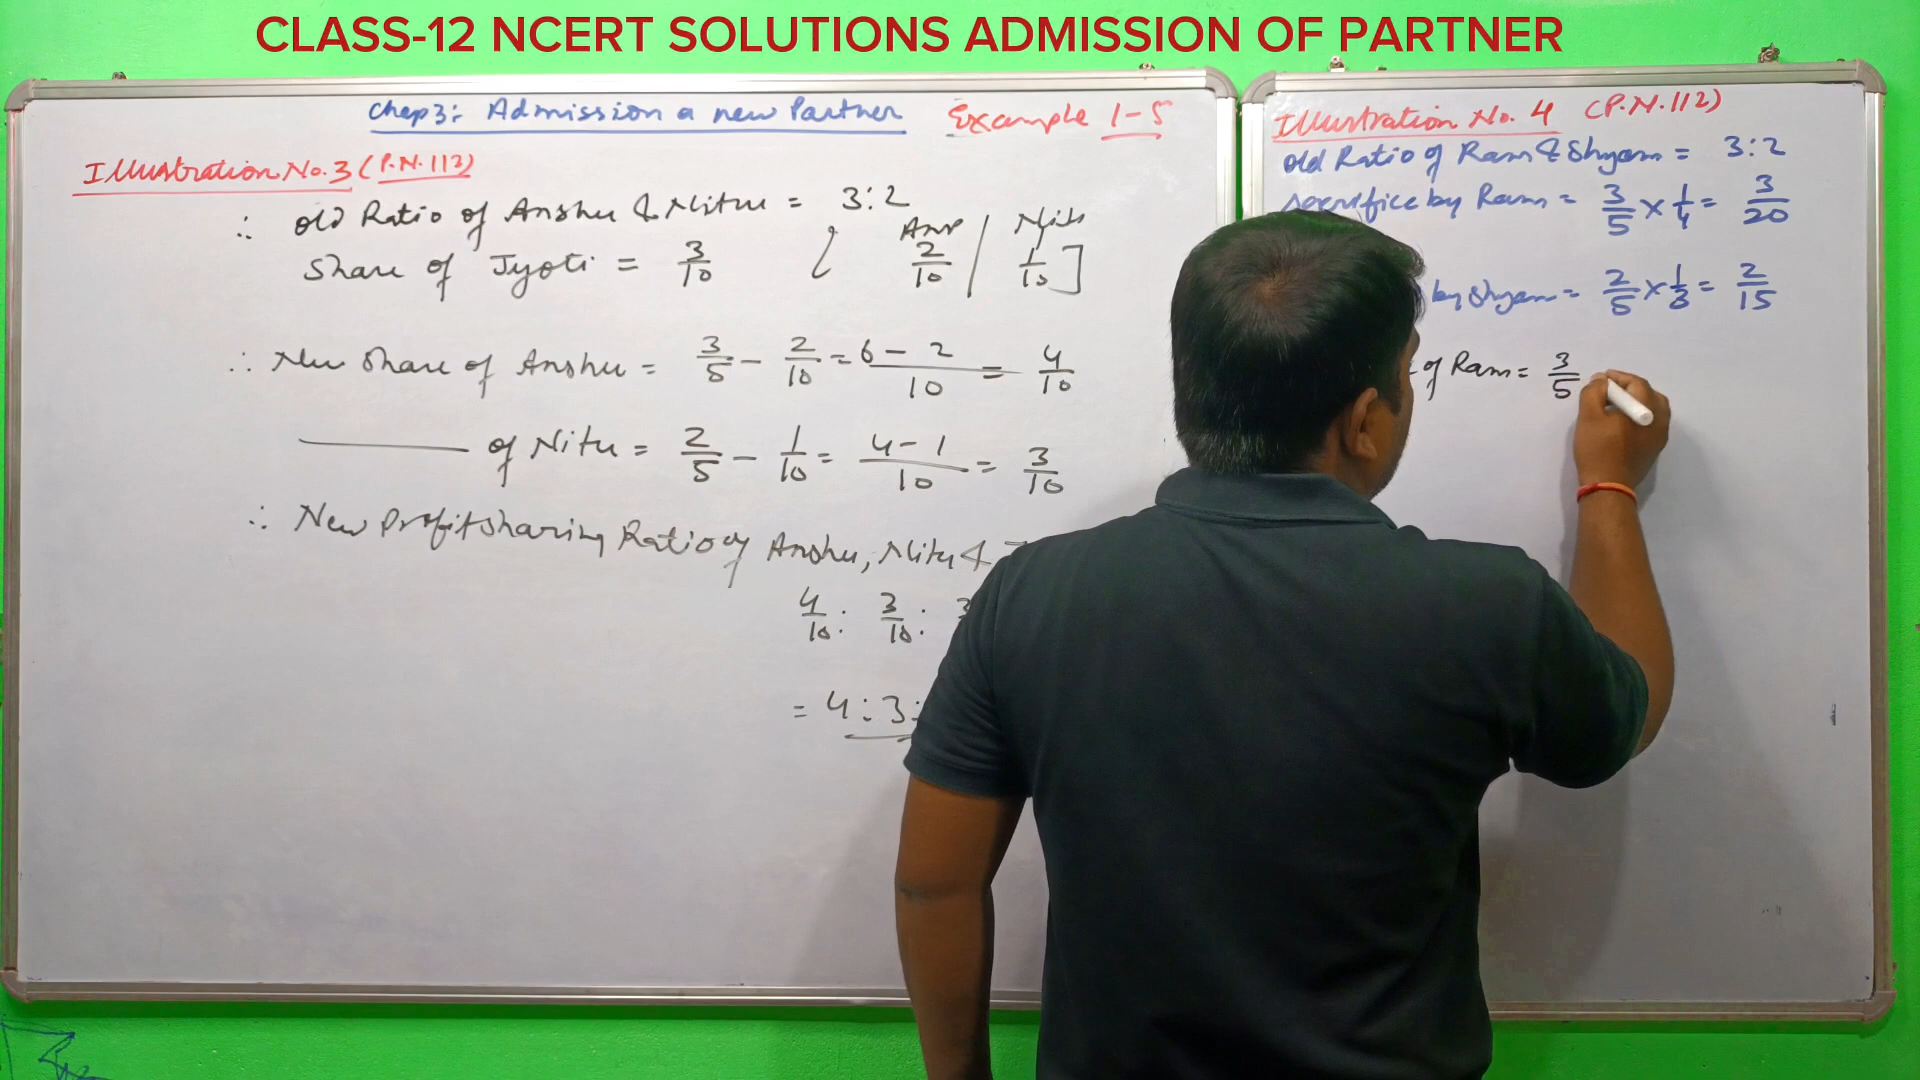 CLASS-12 NCERT SOLUTIONS ADMISSION OF PARTNER
Chap 3: Admission a new Partner Example 1-5
Illustration No. 3 (P.N. 112)
∴ old Ratio of Anshu & Nitu = 3:2
Share of Jyoti = 3/10 [ Ans 2/10 / Nitu 1/10 ]
∴ New Share of Anshu = 3/5 - 2/10 = 6-2/10 = 4/10
of Nitu = 2/5 - 1/10 = 4-1/10 = 3/10
∴ New Profit sharing Ratio of Anshu, Nitu &
4/10 : 3/10 :
= 4:3:
Illustration No. 4 (P.N. 112)
old Ratio of Ram & Shyam = 3:2
sacrifice by Ram = 3/5 × 1/4 = 3/20
by Shyam = 2/5 × 1/3 = 2/15
of Ram = 3/5